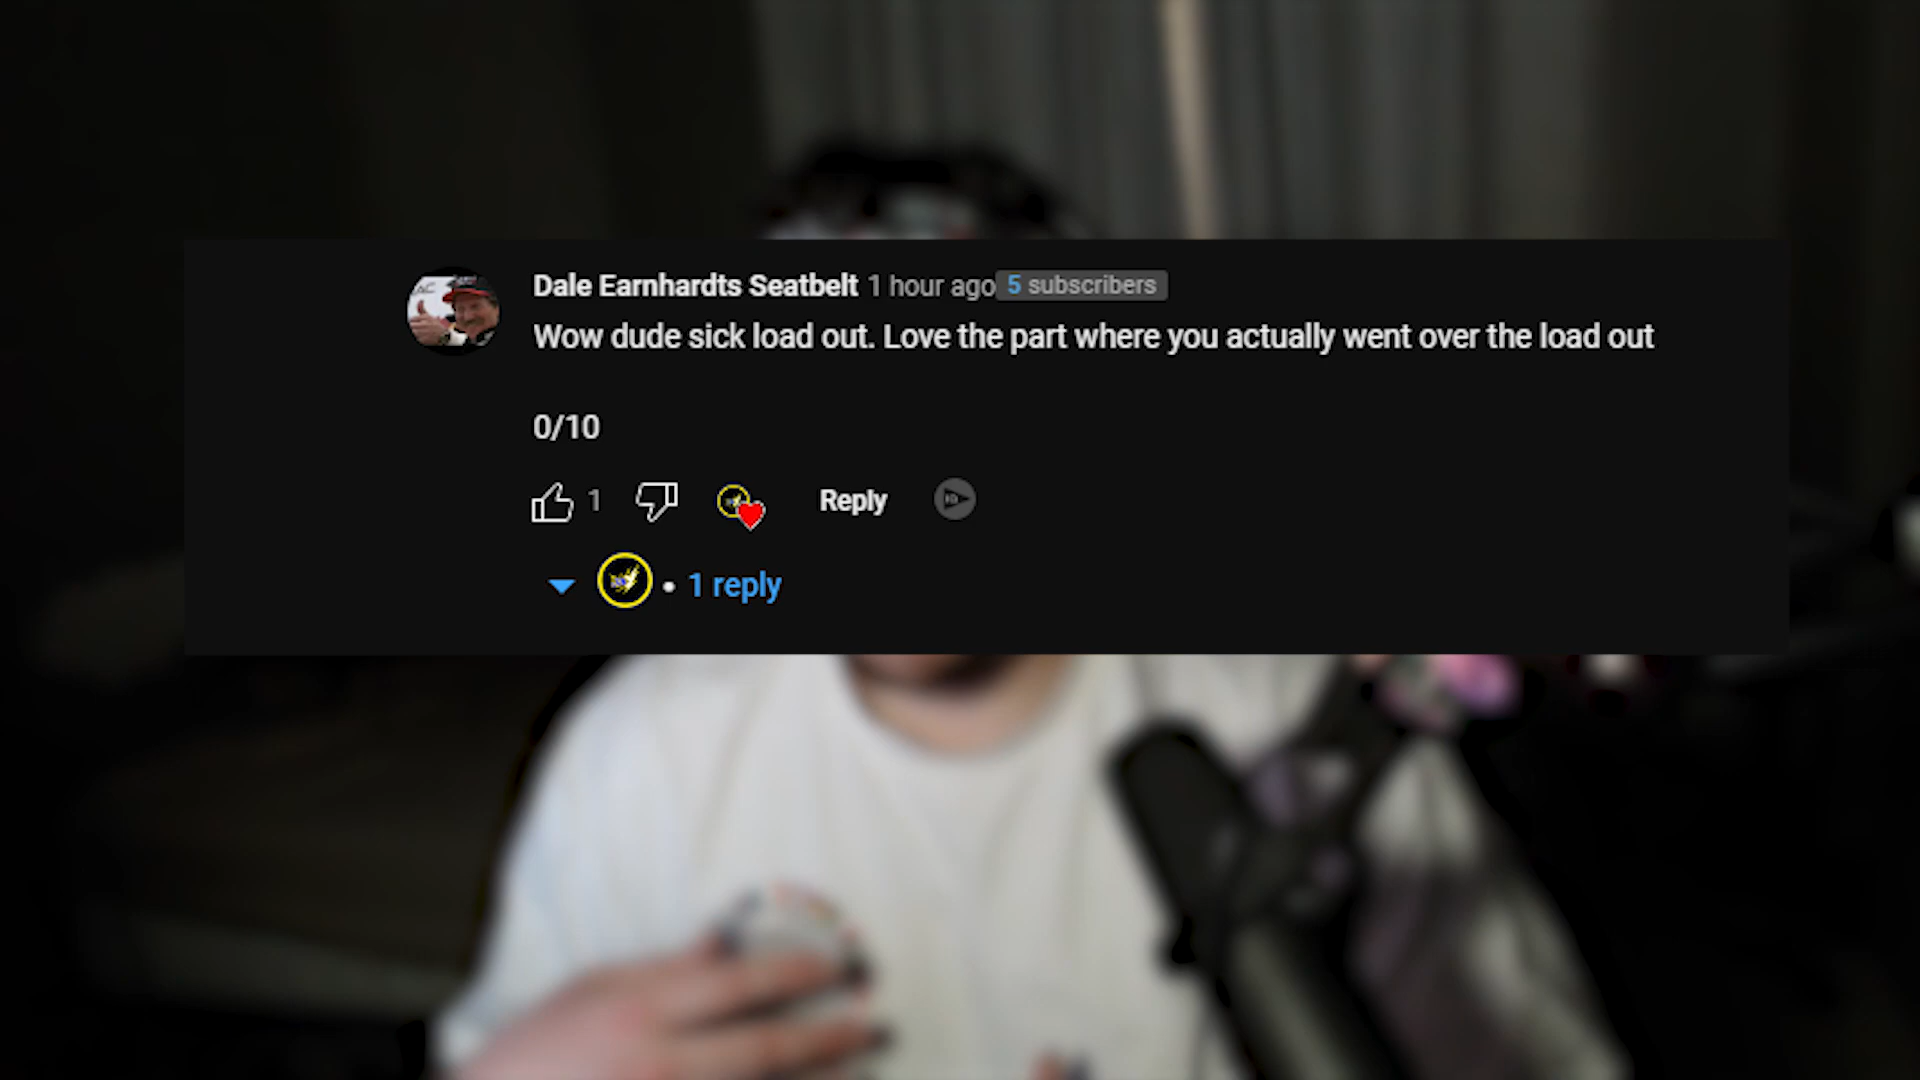 Dale Earnhardts Seatbelt 1 hour ago 5 subscribers
Wow dude sick load out. Love the part where you actually went over the load out
0/10
1
Reply
• 1 reply